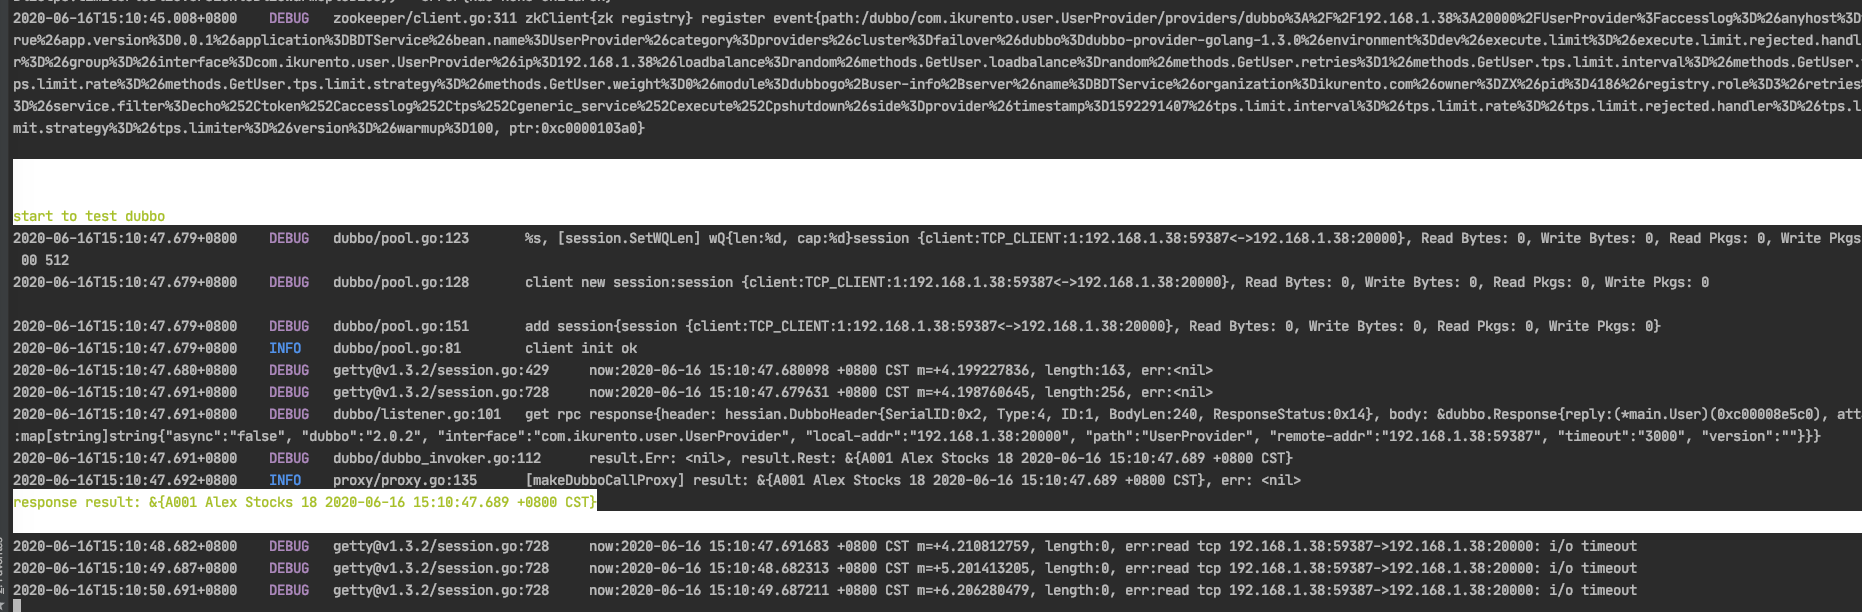 2020-06-16T15:10:45.008+0800 DEBUG zookeeper/client.go:311 zkClient{zk registry} register event{path:/dubbo/com.ikurento.user.UserProvider/providers/dubbo%3A%2F%2F192.168.1.38%3A20000%2FUserProvider%3Faccesslog%3D%26anyhost%3D
rue%26app.version%3D0.0.1%26application%3DBDTService%26bean.name%3DUserProvider%26category%3Dproviders%26cluster%3Dfailover%26dubbo%3Ddubbo-provider-golang-1.3.0%26environment%3Ddev%26execute.limit%3D%26execute.limit.rejected.handl
r%3D%26group%3D%26interface%3Dcom.ikurento.user.UserProvider%26ip%3D192.168.1.38%26loadbalance%3Drandom%26methods.GetUser.loadbalance%3Drandom%26methods.GetUser.retries%3D1%26methods.GetUser.tps.limit.interval%3D%26methods.GetUser.
ps.limit.rate%3D%26methods.GetUser.tps.limit.strategy%3D%26methods.GetUser.weight%3D0%26module%3Ddubbogo%2Buser-info%2Bserver%26name%3DBDTService%26organization%3Dikurento.com%26owner%3DZX%26pid%3D4186%26registry.role%3D3%26retries
3D%26service.filter%3Decho%252Ctoken%252Caccesslog%252Ctps%252Cgeneric_service%252Cexecute%252Cpshutdown%26side%3Dprovider%26timestamp%3D1592291407%26tps.limit.interval%3D%26tps.limit.rate%3D%26tps.limit.rejected.handler%3D%26tps.l
mit.strategy%3D%26tps.limiter%3D%26version%3D%26warmup%3D100, ptr:0xc0000103a0}
start to test dubbo
2020-06-16T15:10:47.679+0800 DEBUG dubbo/pool.go:123 %s, [session.SetWQLen] wQ{len:%d, cap:%d}session {client:TCP_CLIENT:1:192.168.1.38:59387<->192.168.1.38:20000}, Read Bytes: 0, Write Bytes: 0, Read Pkgs: 0, Write Pkgs
00 512
2020-06-16T15:10:47.679+0800 DEBUG dubbo/pool.go:128 client new session:session {client:TCP_CLIENT:1:192.168.1.38:59387<->192.168.1.38:20000}, Read Bytes: 0, Write Bytes: 0, Read Pkgs: 0, Write Pkgs: 0
2020-06-16T15:10:47.679+0800 DEBUG dubbo/pool.go:151 add session{session {client:TCP_CLIENT:1:192.168.1.38:59387<->192.168.1.38:20000}, Read Bytes: 0, Write Bytes: 0, Read Pkgs: 0, Write Pkgs: 0}
2020-06-16T15:10:47.679+0800 INFO dubbo/pool.go:81 client init ok
2020-06-16T15:10:47.680+0800 DEBUG getty@v1.3.2/session.go:429 now:2020-06-16 15:10:47.680098 +0800 CST m=+4.199227836, length:163, err:<nil>
2020-06-16T15:10:47.691+0800 DEBUG getty@v1.3.2/session.go:728 now:2020-06-16 15:10:47.679631 +0800 CST m=+4.198760645, length:256, err:<nil>
2020-06-16T15:10:47.691+0800 DEBUG dubbo/listener.go:101 get rpc response{header: hessian.DubboHeader{SerialID:0x2, Type:4, ID:1, BodyLen:240, ResponseStatus:0x14}, body: &dubbo.Response{reply:(*main.User)(0xc00008e5c0), att
:map[string]string{"async":"false", "dubbo":"2.0.2", "interface":"com.ikurento.user.UserProvider", "local-addr":"192.168.1.38:20000", "path":"UserProvider", "remote-addr":"192.168.1.38:59387", "timeout":"3000", "version":""}}}
2020-06-16T15:10:47.691+0800 DEBUG dubbo/dubbo_invoker.go:112 result.Err: <nil>, result.Rest: &{A001 Alex Stocks 18 2020-06-16 15:10:47.689 +0800 CST}
2020-06-16T15:10:47.692+0800 INFO proxy/proxy.go:135 [makeDubboCallProxy] result: &{A001 Alex Stocks 18 2020-06-16 15:10:47.689 +0800 CST}, err: <nil>
response result: &{A001 Alex Stocks 18 2020-06-16 15:10:47.689 +0800 CST}
2020-06-16T15:10:48.682+0800 DEBUG getty@v1.3.2/session.go:728 now:2020-06-16 15:10:47.691683 +0800 CST m=+4.210812759, length:0, err:read tcp 192.168.1.38:59387->192.168.1.38:20000: i/o timeout
2020-06-16T15:10:49.687+0800 DEBUG getty@v1.3.2/session.go:728 now:2020-06-16 15:10:48.682313 +0800 CST m=+5.201413205, length:0, err:read tcp 192.168.1.38:59387->192.168.1.38:20000: i/o timeout
2020-06-16T15:10:50.691+0800 DEBUG getty@v1.3.2/session.go:728 now:2020-06-16 15:10:49.687211 +0800 CST m=+6.206280479, length:0, err:read tcp 192.168.1.38:59387->192.168.1.38:20000: i/o timeout